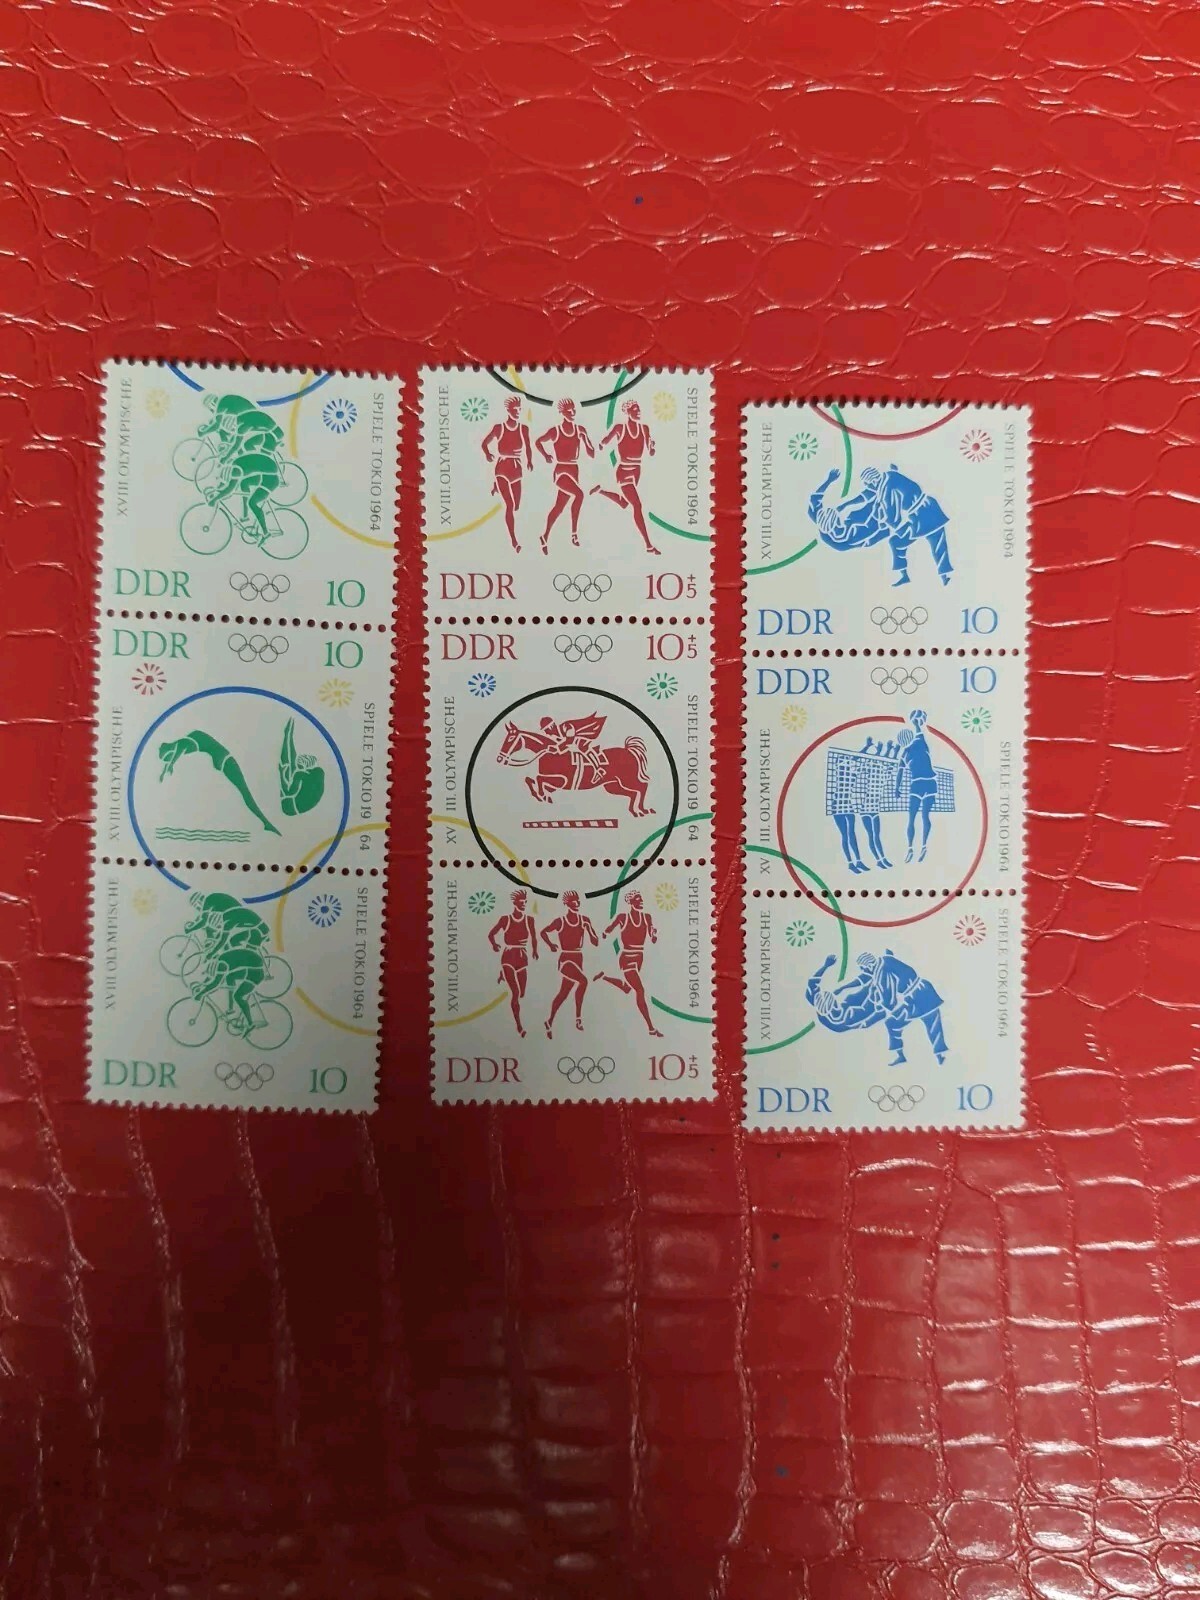 XVIII. OLYMPISCHE
SPIELE TOKIO 1964
DDR 10
DDR 10
XVIII. OLYMPISCHE
SPIELE TOKIO 19 64
XVIII. OLYMPISCHE
SPIELE TOKIO 1964
DDR 10
XVIII. OLYMPISCHE
SPIELE TOKIO 1964
DDR 10+5
DDR 10+5
XV III. OLYMPISCHE
SPIELE TOKIO 19 64
XVIII. OLYMPISCHE
SPIELE TOKIO 1964
DDR 10+5
XVIII. OLYMPISCHE
SPIELE TOKIO 1964
DDR 10
DDR 10
XV III. OLYMPISCHE
SPIELE TOKIO 1964
XVIII. OLYMPISCHE
SPIELE TOKIO 1964
DDR 10